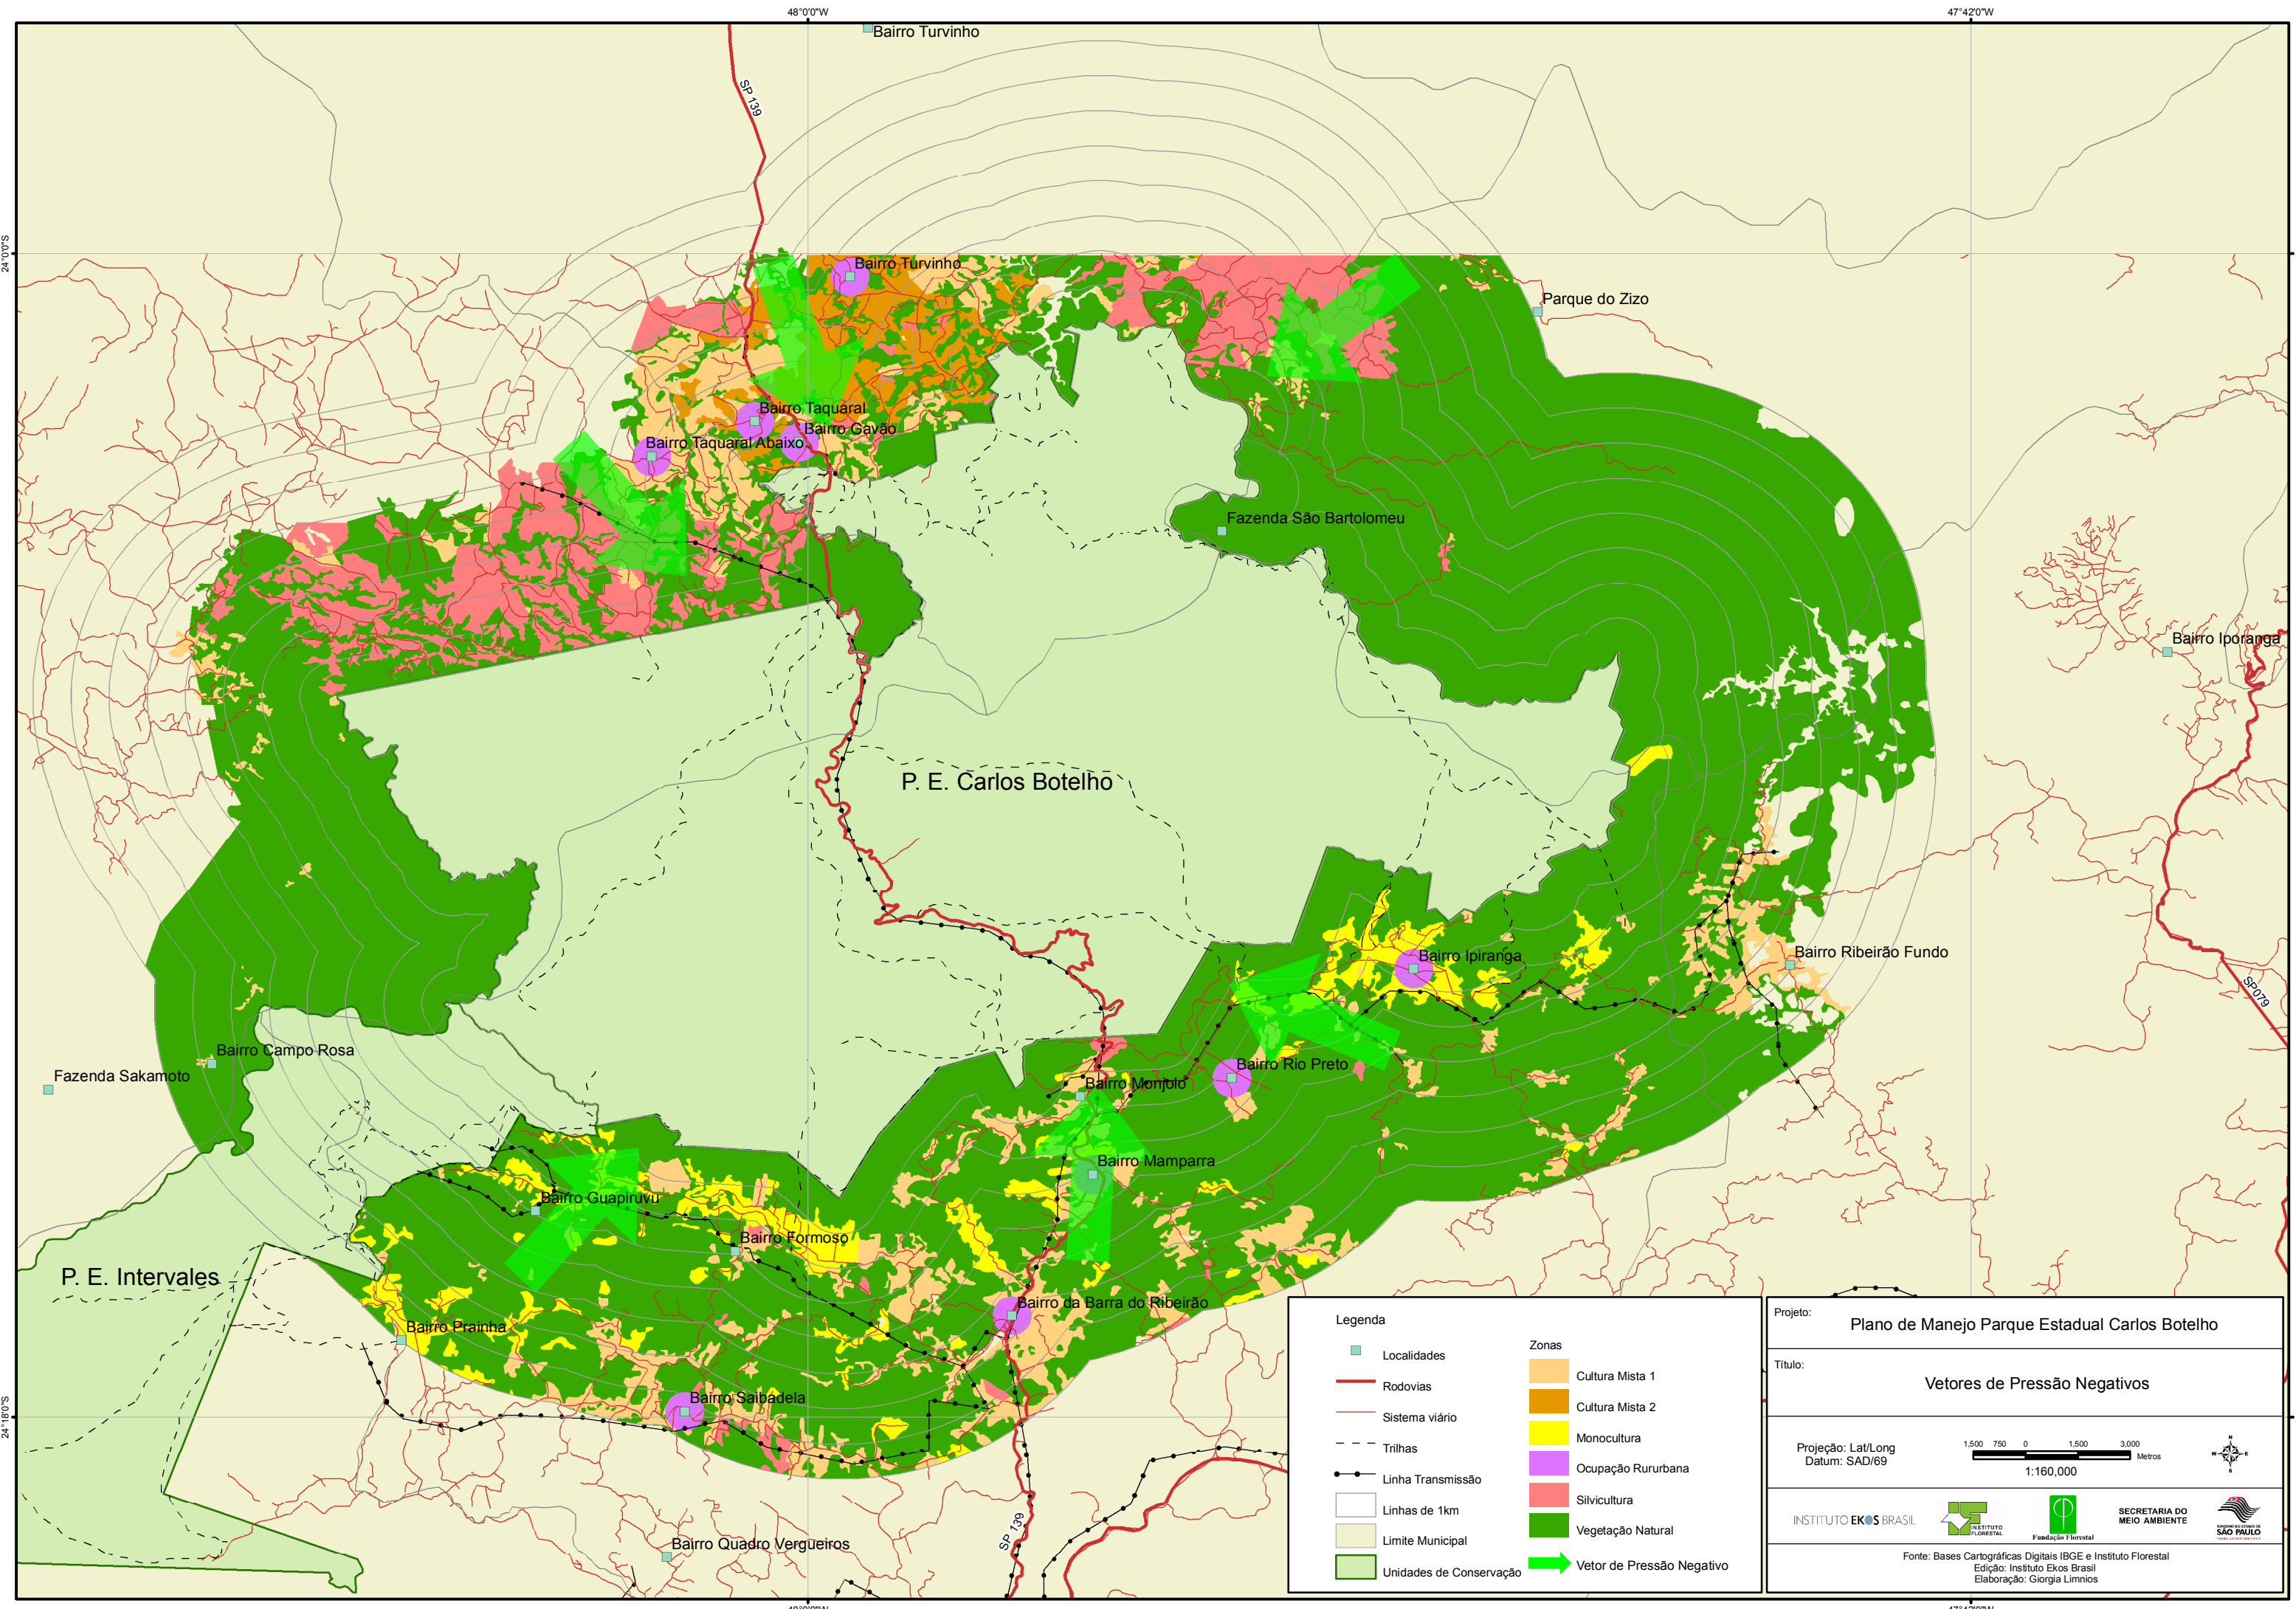 48°0'0"W
47°42'0"W
Bairro Turvinho
SP 139
24°0'0"S
Bairro Turvinho
Parque do Zizo
Bairro Taquaral
Bairro Gavão
Bairro Taquaral Abaixo
Fazenda São Bartolomeu
Bairro Iporanga
P. E. Carlos Botelho
Bairro Ipiranga
Bairro Ribeirão Fundo
SP079
Bairro Campo Rosa
Fazenda Sakamoto
Bairro Rio Preto
Bairro Monjolo
Bairro Mamparra
Bairro Guapiruvu
Bairro Formoso
P. E. Intervales
Bairro da Barra do Ribeirão
Bairro Prainha
Bairro Saibadela
24°18'0"S
SP 139
Bairro Quadro Vergueiros
Legenda
Localidades
Rodovias
Sistema viário
Trilhas
Linha Transmissão
Linhas de 1km
Limite Municipal
Unidades de Conservação
Zonas
Cultura Mista 1
Cultura Mista 2
Monocultura
Ocupação Rururbana
Silvicultura
Vegetação Natural
Vetor de Pressão Negativo
Projeto:
Plano de Manejo Parque Estadual Carlos Botelho
Título:
Vetores de Pressão Negativos
Projeção: Lat/Long
Datum: SAD/69
1,500 750 0 1,500 3,000
Metros
1:160,000
N
W E
S
INSTITUTO EKOS BRASIL
INSTITUTO
FLORESTAL
Fundação Florestal
SECRETARIA DO
MEIO AMBIENTE
SÃO PAULO
Fonte: Bases Cartográficas Digitais IBGE e Instituto Florestal
Edição: Instituto Ekos Brasil
Elaboração: Giorgia Limnios